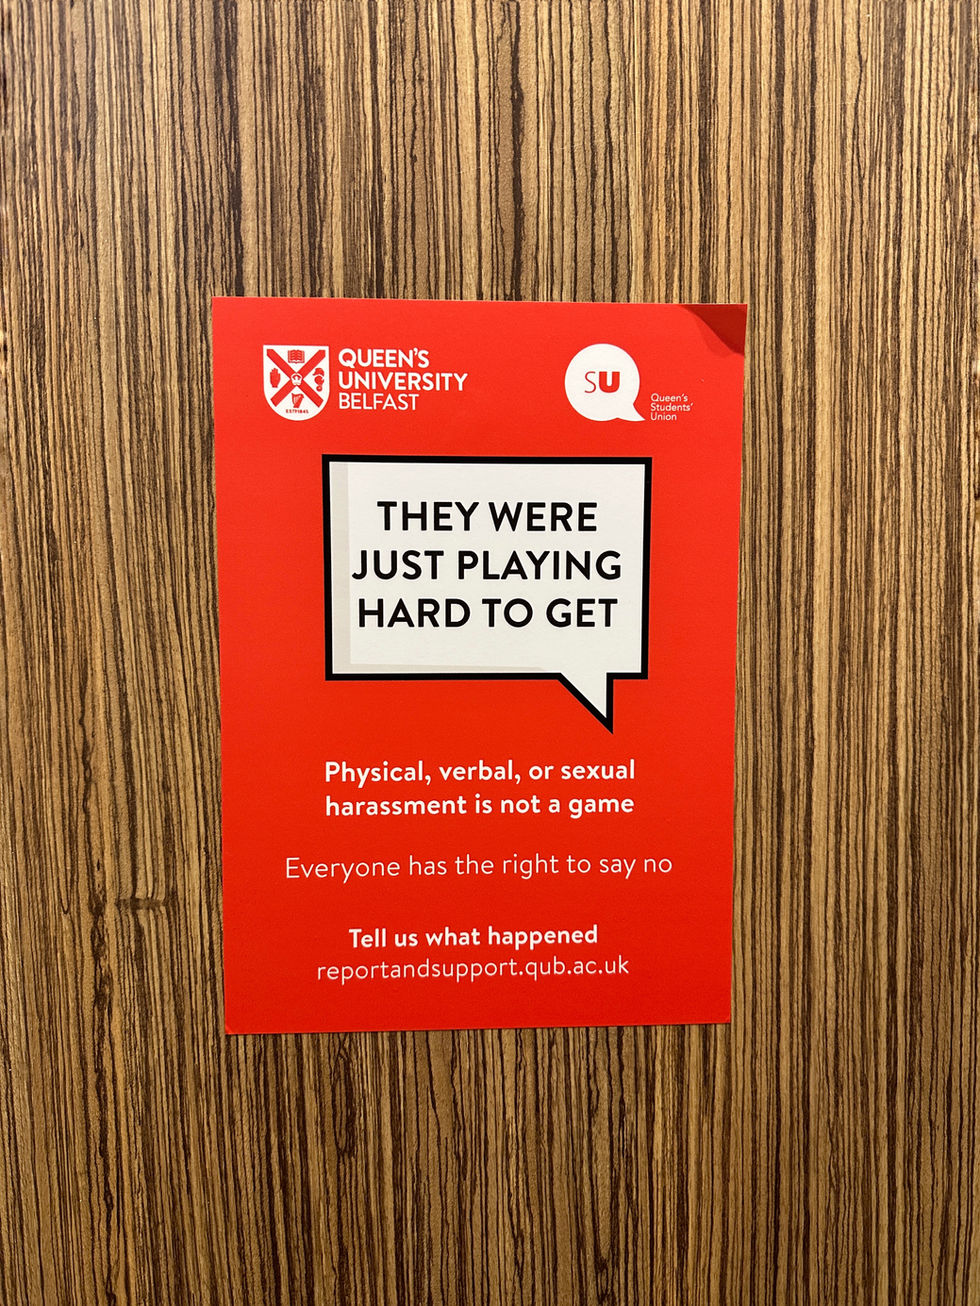 QUEEN'S
UNIVERSITY
BELFAST
ESTD1845
SU
Queen's
Students'
Union
THEY WERE
JUST PLAYING
HARD TO GET
Physical, verbal, or sexual
harassment is not a game
Everyone has the right to say no
Tell us what happened
reportandsupport.qub.ac.uk